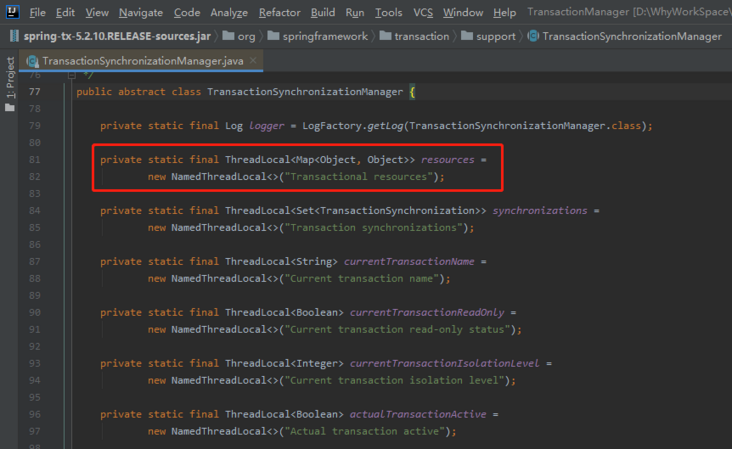 File Edit View Navigate Code Analyze Refactor Build Run Tools VCS Window Help TransactionManager [D:\WhyWorkSpace\
spring-tx-5.2.10.RELEASE-sources.jar org springframework transaction support TransactionSynchronizationManager
TransactionSynchronizationManager.java
1: Project
76 */
77 public abstract class TransactionSynchronizationManager {
78
79 private static final Log logger = LogFactory.getLog(TransactionSynchronizationManager.class);
80
81 private static final ThreadLocal<Map<Object, Object>> resources =
82 new NamedThreadLocal<>("Transactional resources");
83
84 private static final ThreadLocal<Set<TransactionSynchronization>> synchronizations =
85 new NamedThreadLocal<>("Transaction synchronizations");
86
87 private static final ThreadLocal<String> currentTransactionName =
88 new NamedThreadLocal<>("Current transaction name");
89
90 private static final ThreadLocal<Boolean> currentTransactionReadOnly =
91 new NamedThreadLocal<>("Current transaction read-only status");
92
93 private static final ThreadLocal<Integer> currentTransactionIsolationLevel =
94 new NamedThreadLocal<>("Current transaction isolation level");
95
96 private static final ThreadLocal<Boolean> actualTransactionActive =
97 new NamedThreadLocal<>("Actual transaction active");
98